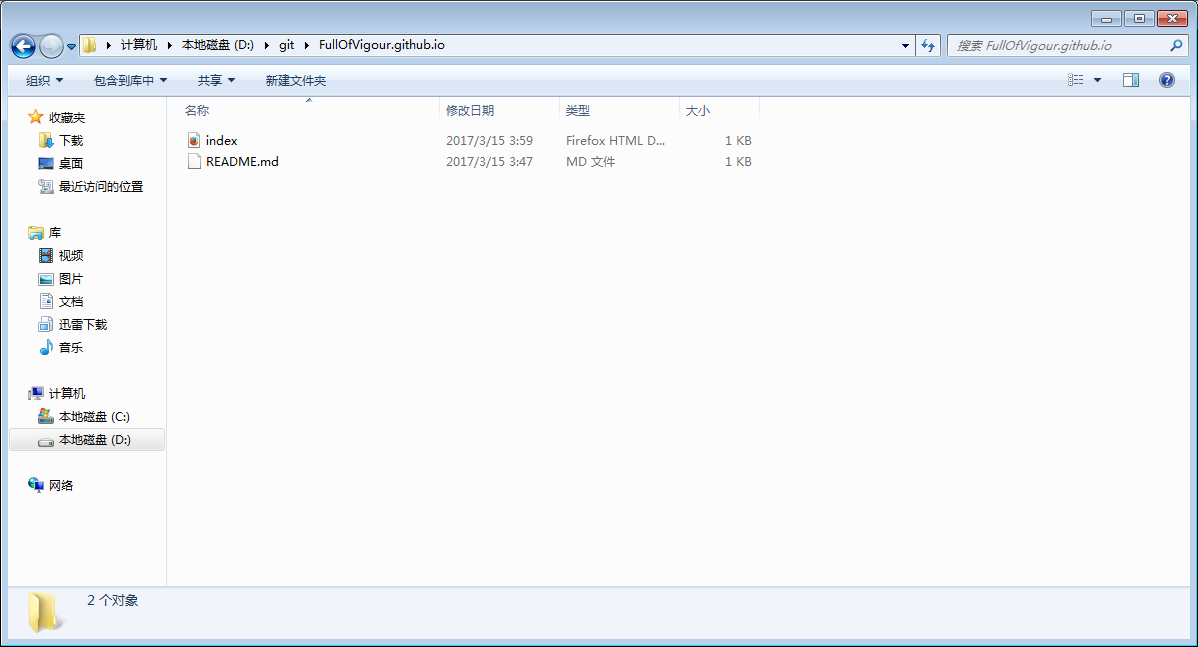 计算机 本地磁盘 (D:) git FullOfVigour.github.io 搜索 FullOfVigour.github.io
组织 包含到库中 共享 新建文件夹
收藏夹
下载
桌面
最近访问的位置
库
视频
图片
文档
迅雷下载
音乐
计算机
本地磁盘 (C:)
本地磁盘 (D:)
网络
名称 修改日期 类型 大小
index 2017/3/15 3:59 Firefox HTML D... 1 KB
README.md 2017/3/15 3:47 MD 文件 1 KB
2 个对象